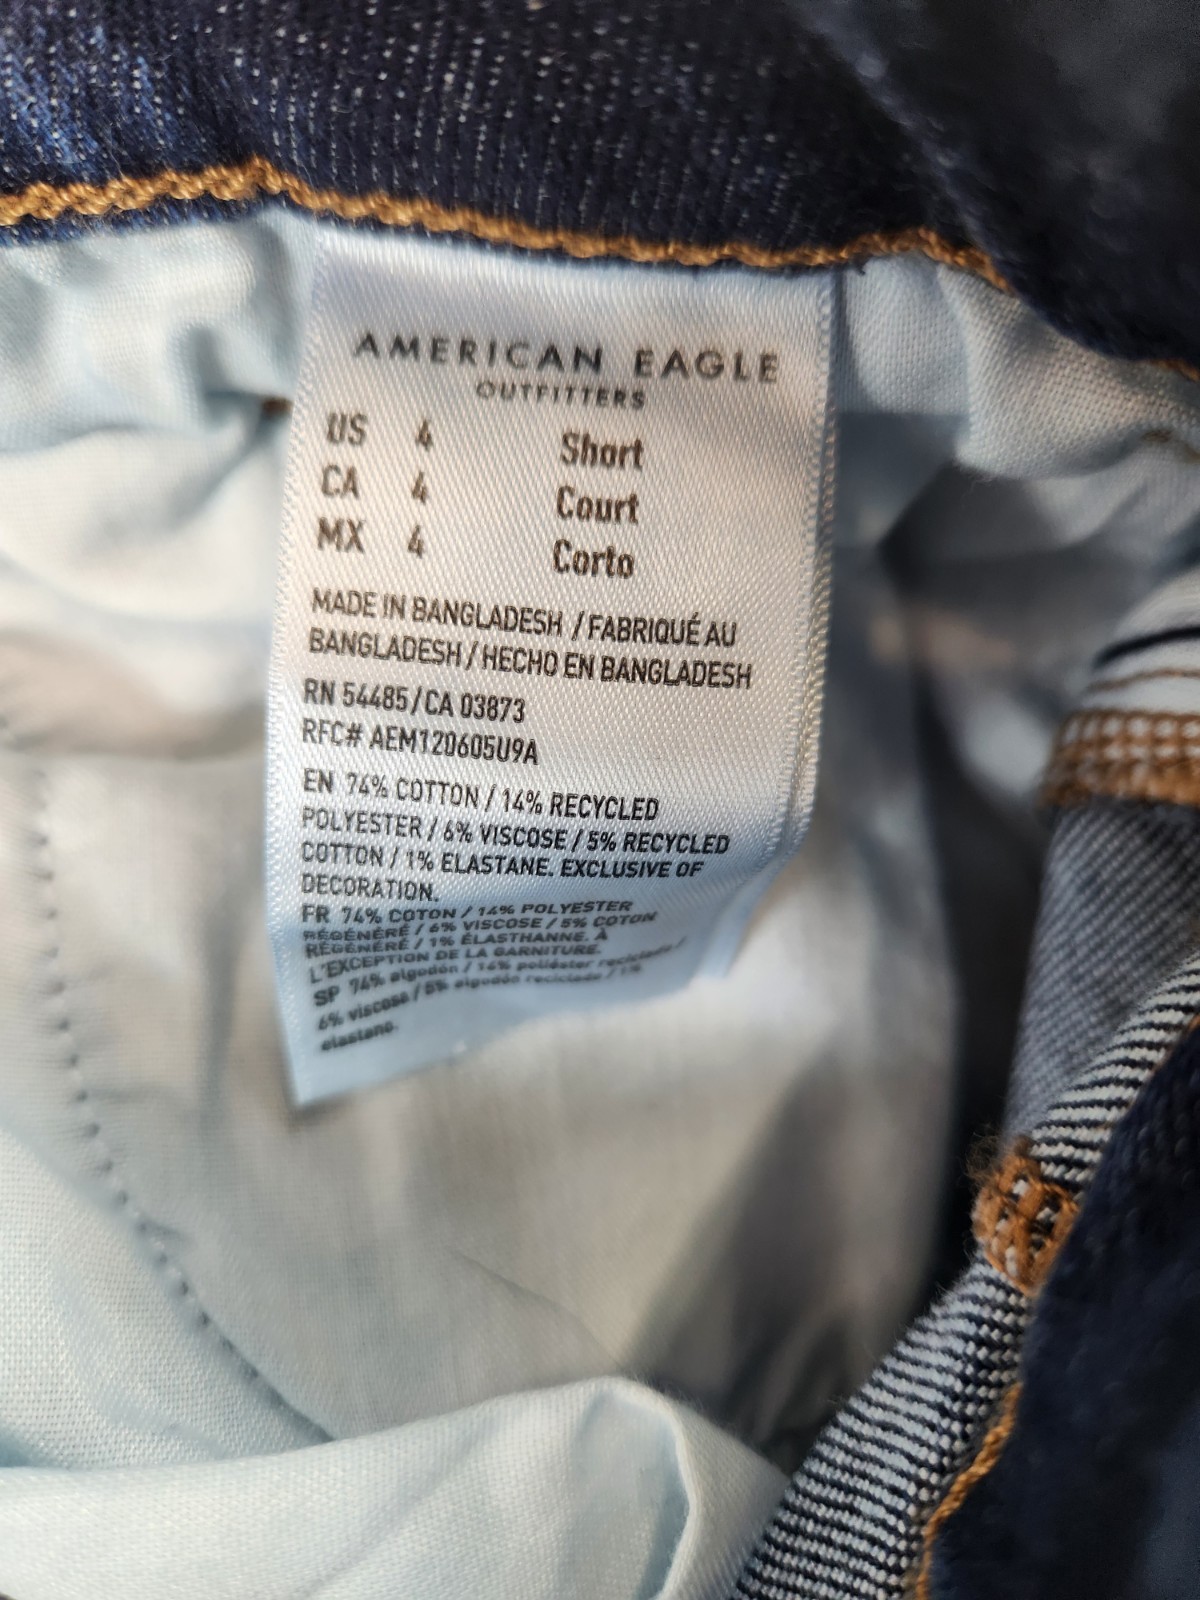 AMERICAN EAGLE
OUTFITTERS
US 4 Short
CA 4 Court
MX 4 Corto
MADE IN BANGLADESH / FABRIQUÉ AU
BANGLADESH / HECHO EN BANGLADESH
RN 54485/CA 03873
RFC# AEM120605U9A
EN 74% COTTON / 14% RECYCLED
POLYESTER / 6% VISCOSE / 5% RECYCLED
COTTON / 1% ELASTANE. EXCLUSIVE OF
DECORATION.
FR 74% COTON / 14% POLYESTER
RÉGÉNÉRÉ / 6% VISCOSE / 5% COTON
RÉGÉNÉRÉ / 1% ÉLASTHANNE. À
L'EXCEPTION DE LA GARNITURE.
SP 74% algodón / 14% poliéster reciclado /
6% viscosa / 5% algodón reciclado / 1%
elastano.